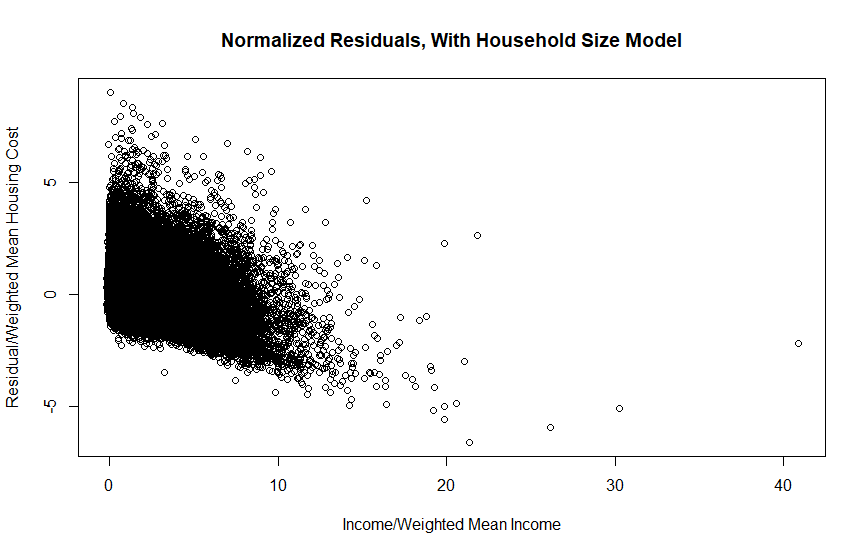 Normalized Residuals, With Household Size Model
Residual/Weighted Mean Housing Cost
5
0
-5
0
10
20
30
40
Income/Weighted Mean Income